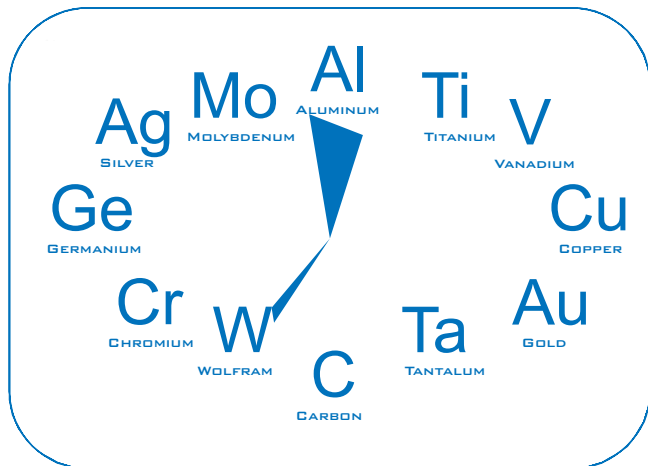 Al
Aluminum
Mo
Molybdenum
Ti
Titanium
Ag
Silver
V
Vanadium
Ge
Germanium
Cu
Copper
Cr
Chromium
W
Wolfram
Ta
Tantalum
Au
Gold
C
Carbon